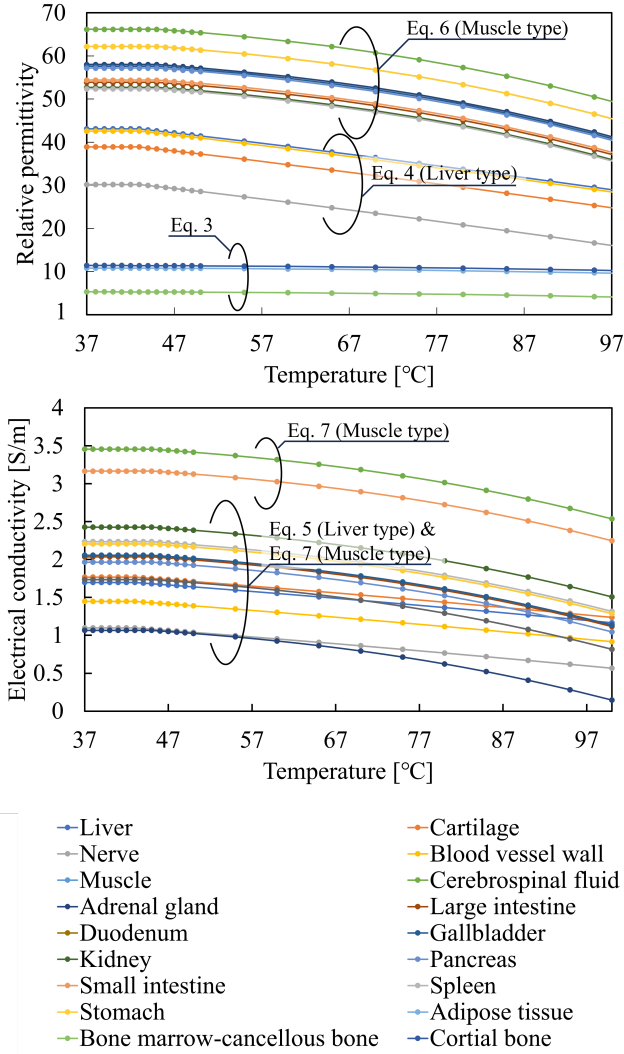 70
60
50
40
30
20
10
1
Relative permittivity
Eq. 6 (Muscle type)
Eq. 4 (Liver type)
Eq. 3
37 47 57 67 77 87 97
Temperature [℃]
4
3.5
3
2.5
2
1.5
1
0.5
0
Electrical conductivity [S/m]
Eq. 7 (Muscle type)
Eq. 5 (Liver type) &
Eq. 7 (Muscle type)
37 47 57 67 77 87 97
Temperature [℃]
Liver Cartilage
Nerve Blood vessel wall
Muscle Cerebrospinal fluid
Adrenal gland Large intestine
Duodenum Gallbladder
Kidney Pancreas
Small intestine Spleen
Stomach Adipose tissue
Bone marrow-cancellous bone Cortial bone